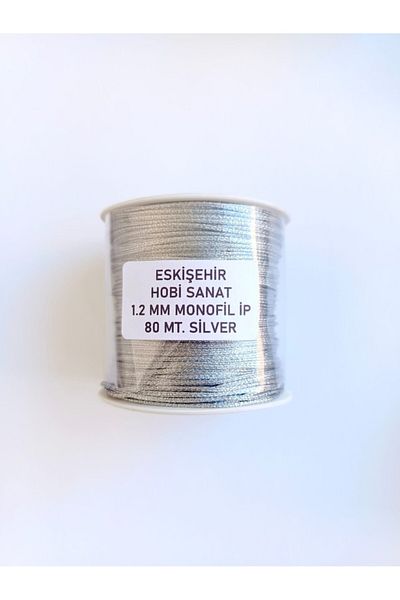 ESKİŞEHİR
HOBİ SANAT
1.2 MM MONOFİL İP
80 MT. SİLVER